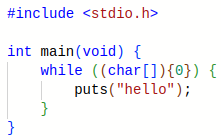 #include <stdio.h>

int main(void) {
    while ((char[]){0}) {
        puts("hello");
    }
}